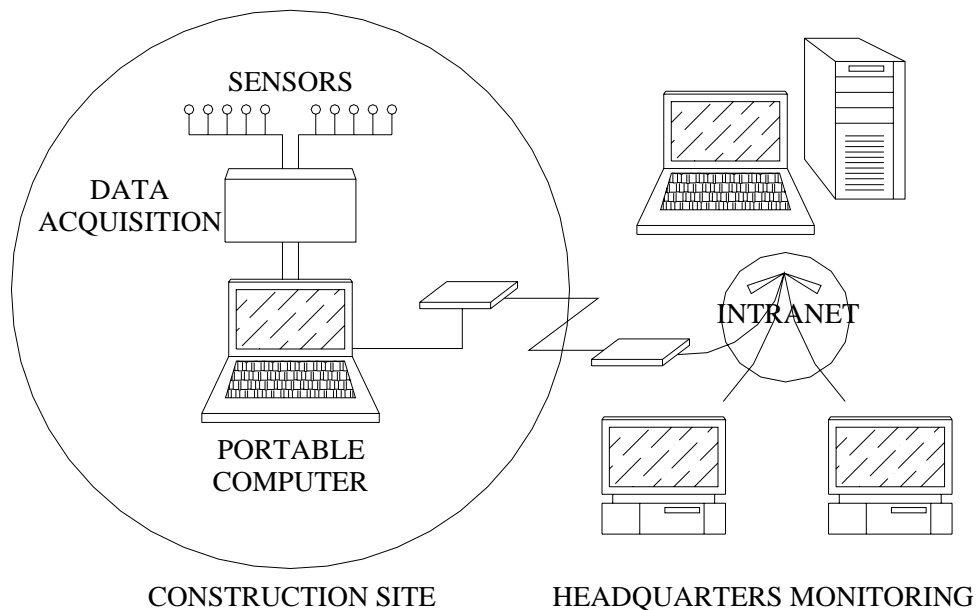 SENSORS
DATA
ACQUISITION
PORTABLE
COMPUTER
INTRANET
CONSTRUCTION SITE
HEADQUARTERS MONITORING